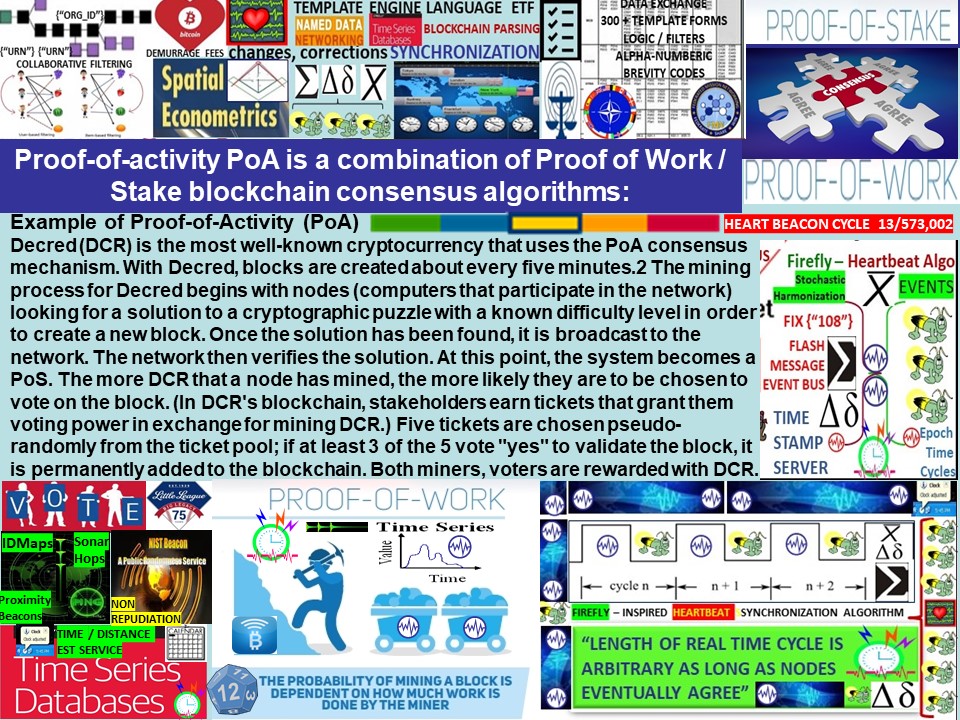 {"ORG_ID"}
{"URN"} {"URN"}
COLLABORATIVE FILTERING
User-based filtering
Item-based filtering
bitcoin
DEMURRAGE FEES
TEMPLATE ENGINE LANGUAGE ETF
NAMED DATA
NETWORKING
Time Series
Databases
BLOCKCHAIN PARSING
changes, corrections SYNCHRONIZATION
Spatial
Econometrics
Σ Δδ X
DATA EXCHANGE
300 + TEMPLATE FORMS
LOGIC / FILTERS
ALPHA-NUMBERIC
BREVITY CODES
PROOF-OF-STAKE
CONSENSUS
AGREE
AGREE
AGREE
PROOF-OF-WORK
Proof-of-activity PoA is a combination of Proof of Work /
Stake blockchain consensus algorithms:
Example of Proof-of-Activity (PoA)
HEART BEACON CYCLE 13/573,002
Decred (DCR) is the most well-known cryptocurrency that uses the PoA consensus
mechanism. With Decred, blocks are created about every five minutes.2 The mining
process for Decred begins with nodes (computers that participate in the network)
looking for a solution to a cryptographic puzzle with a known difficulty level in order
to create a new block. Once the solution has been found, it is broadcast to the
network. The network then verifies the solution. At this point, the system becomes a
PoS. The more DCR that a node has mined, the more likely they are to be chosen to
vote on the block. (In DCR's blockchain, stakeholders earn tickets that grant them
voting power in exchange for mining DCR.) Five tickets are chosen pseudo-
randomly from the ticket pool; if at least 3 of the 5 vote "yes" to validate the block, it
is permanently added to the blockchain. Both miners, voters are rewarded with DCR.
Firefly – Heartbeat Algo
Stochastic
Harmonization
X
EVENTS
FIX {"108"}
FLASH
MESSAGE
EVENT BUS
Σ
TIME
STAMP
SERVER
Δδ
Epoch
Time
Cycles
VOTE
Little League
75
IDMaps
Sonar
Hops
Proximity
Beacons
NIST Beacon
A Public Randomness Service
NON
REPUDIATION
TIME / DISTANCE
EST SERVICE
CALENDAR
Time Series
Databases
PROOF-OF-WORK
Time Series
Value
Time
12 ω
THE PROBABILITY OF MINING A BLOCK IS
DEPENDENT ON HOW MUCH WORK IS
DONE BY THE MINER
Value
X
Δδ
Σ
cycle n
n + 1
n + 2
FIREFLY – INSPIRED HEARTBEAT SYNCHRONIZATION ALGORITHM
"LENGTH OF REAL TIME CYCLE IS
ARBITRARY AS LONG AS NODES
EVENTUALLY AGREE"
Δδ